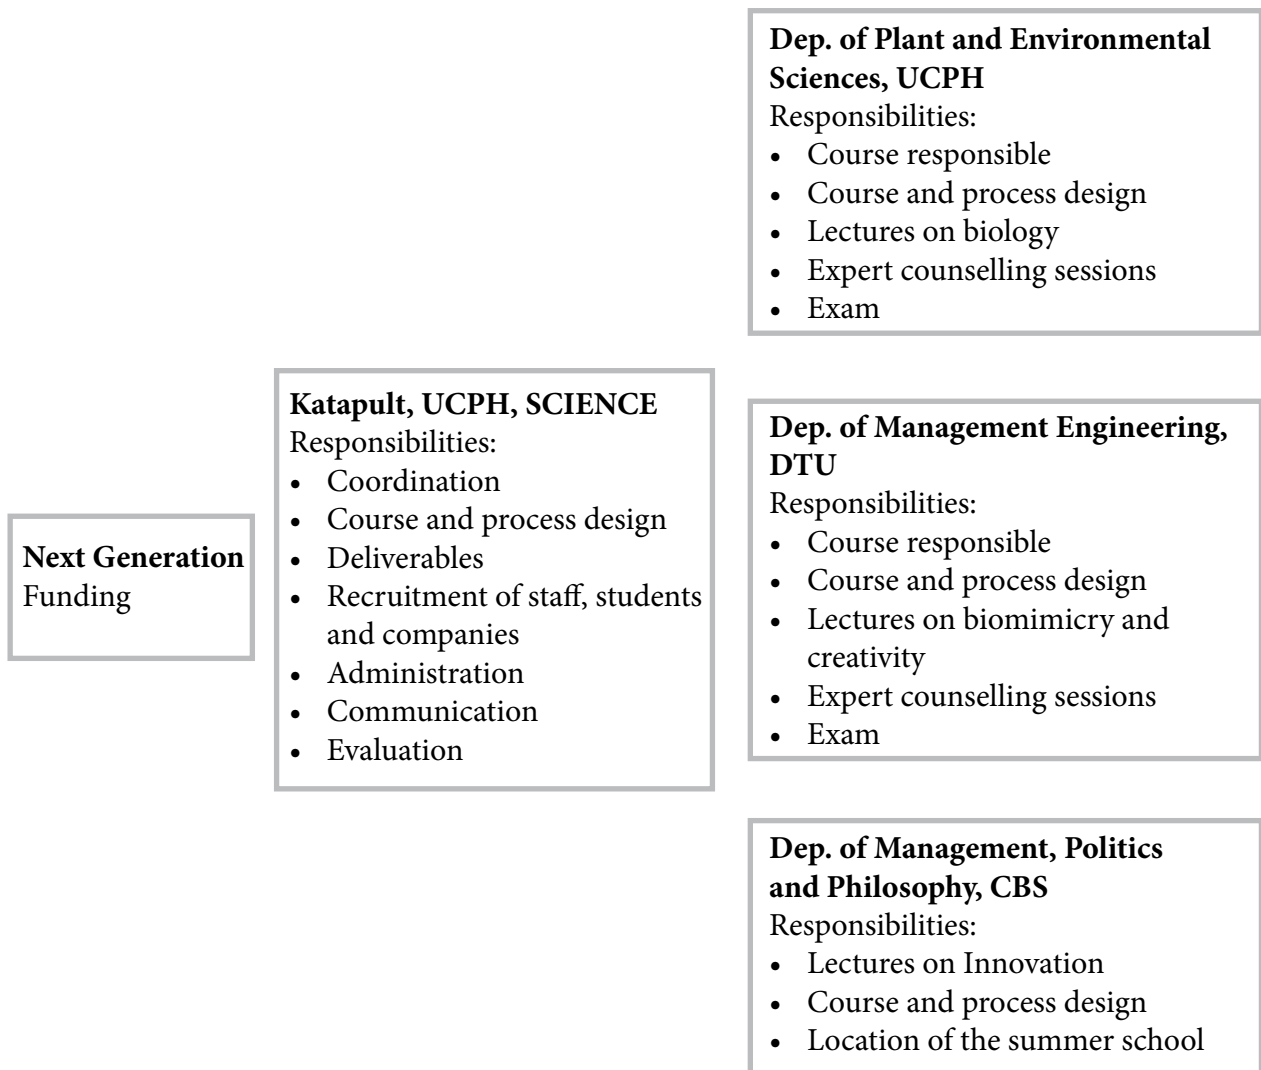 Next Generation
Funding
Katapult, UCPH, SCIENCE
Responsibilities:
• Coordination
• Course and process design
• Deliverables
• Recruitment of staff, students
and companies
• Administration
• Communication
• Evaluation
Dep. of Plant and Environmental
Sciences, UCPH
Responsibilities:
• Course responsible
• Course and process design
• Lectures on biology
• Expert counselling sessions
• Exam
Dep. of Management Engineering,
DTU
Responsibilities:
• Course responsible
• Course and process design
• Lectures on biomimicry and
creativity
• Expert counselling sessions
• Exam
Dep. of Management, Politics
and Philosophy, CBS
Responsibilities:
• Lectures on Innovation
• Course and process design
• Location of the summer school